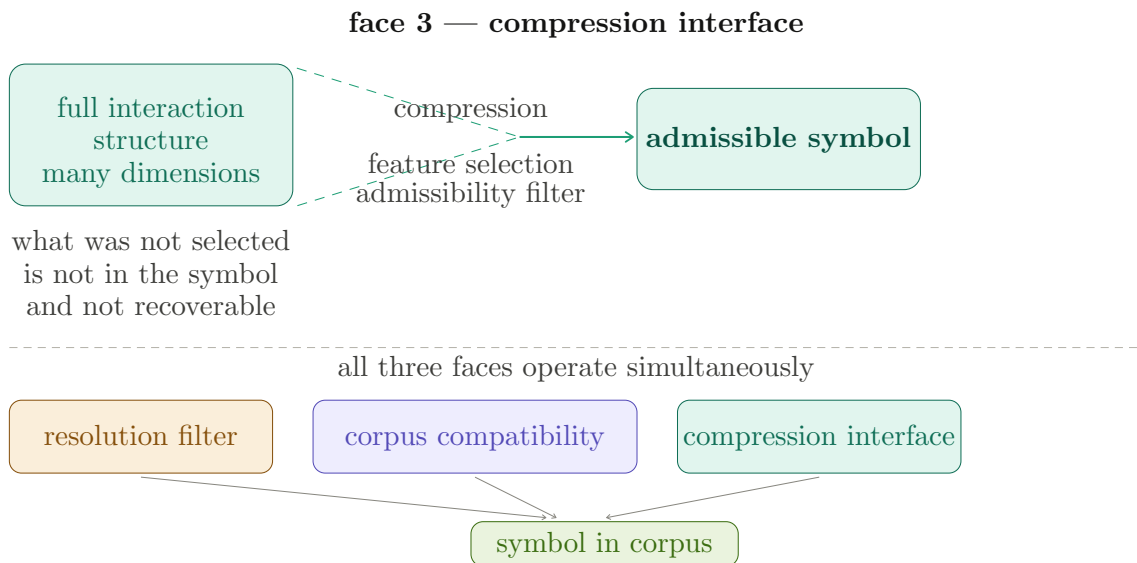 face 3 — compression interface
full interaction
structure
many dimensions
compression
feature selection
admissibility filter
admissible symbol
what was not selected
is not in the symbol
and not recoverable
all three faces operate simultaneously
resolution filter
corpus compatibility
compression interface
symbol in corpus